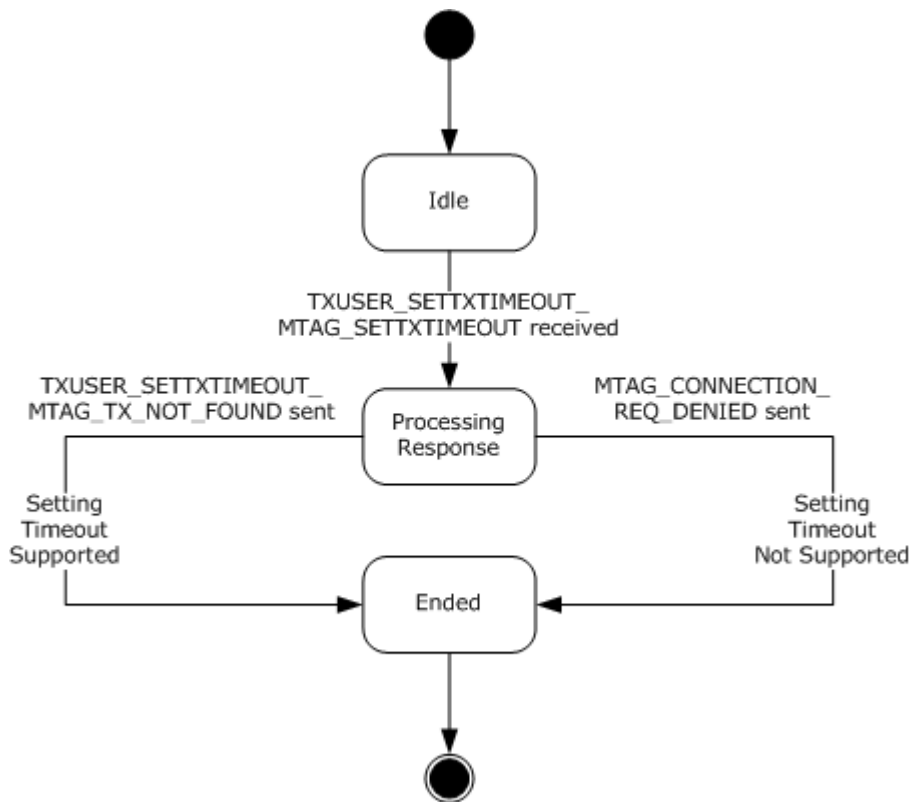 Idle
TXUSER_SETTXTIMEOUT_
MTAG_SETTXTIMEOUT received
TXUSER_SETTXTIMEOUT_
MTAG_TX_NOT_FOUND sent
MTAG_CONNECTION_
REQ_DENIED sent
Processing
Response
Setting
Timeout
Supported
Setting
Timeout
Not Supported
Ended